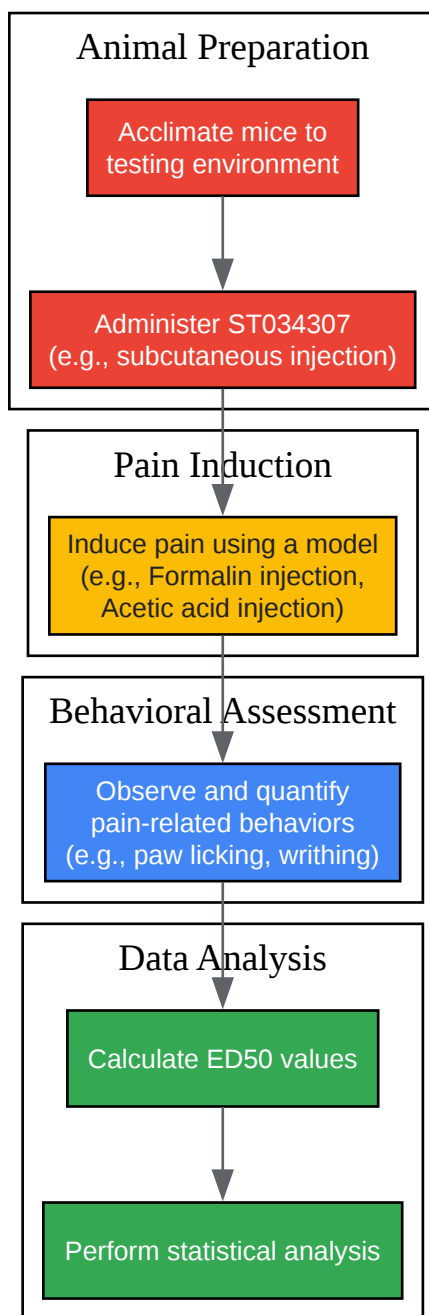 Animal Preparation
Acclimate mice to
testing environment
Administer ST034307
(e.g., subcutaneous injection)
Pain Induction
Induce pain using a model
(e.g., Formalin injection,
Acetic acid injection)
Behavioral Assessment
Observe and quantify
pain-related behaviors
(e.g., paw licking, writhing)
Data Analysis
Calculate ED50 values
Perform statistical analysis